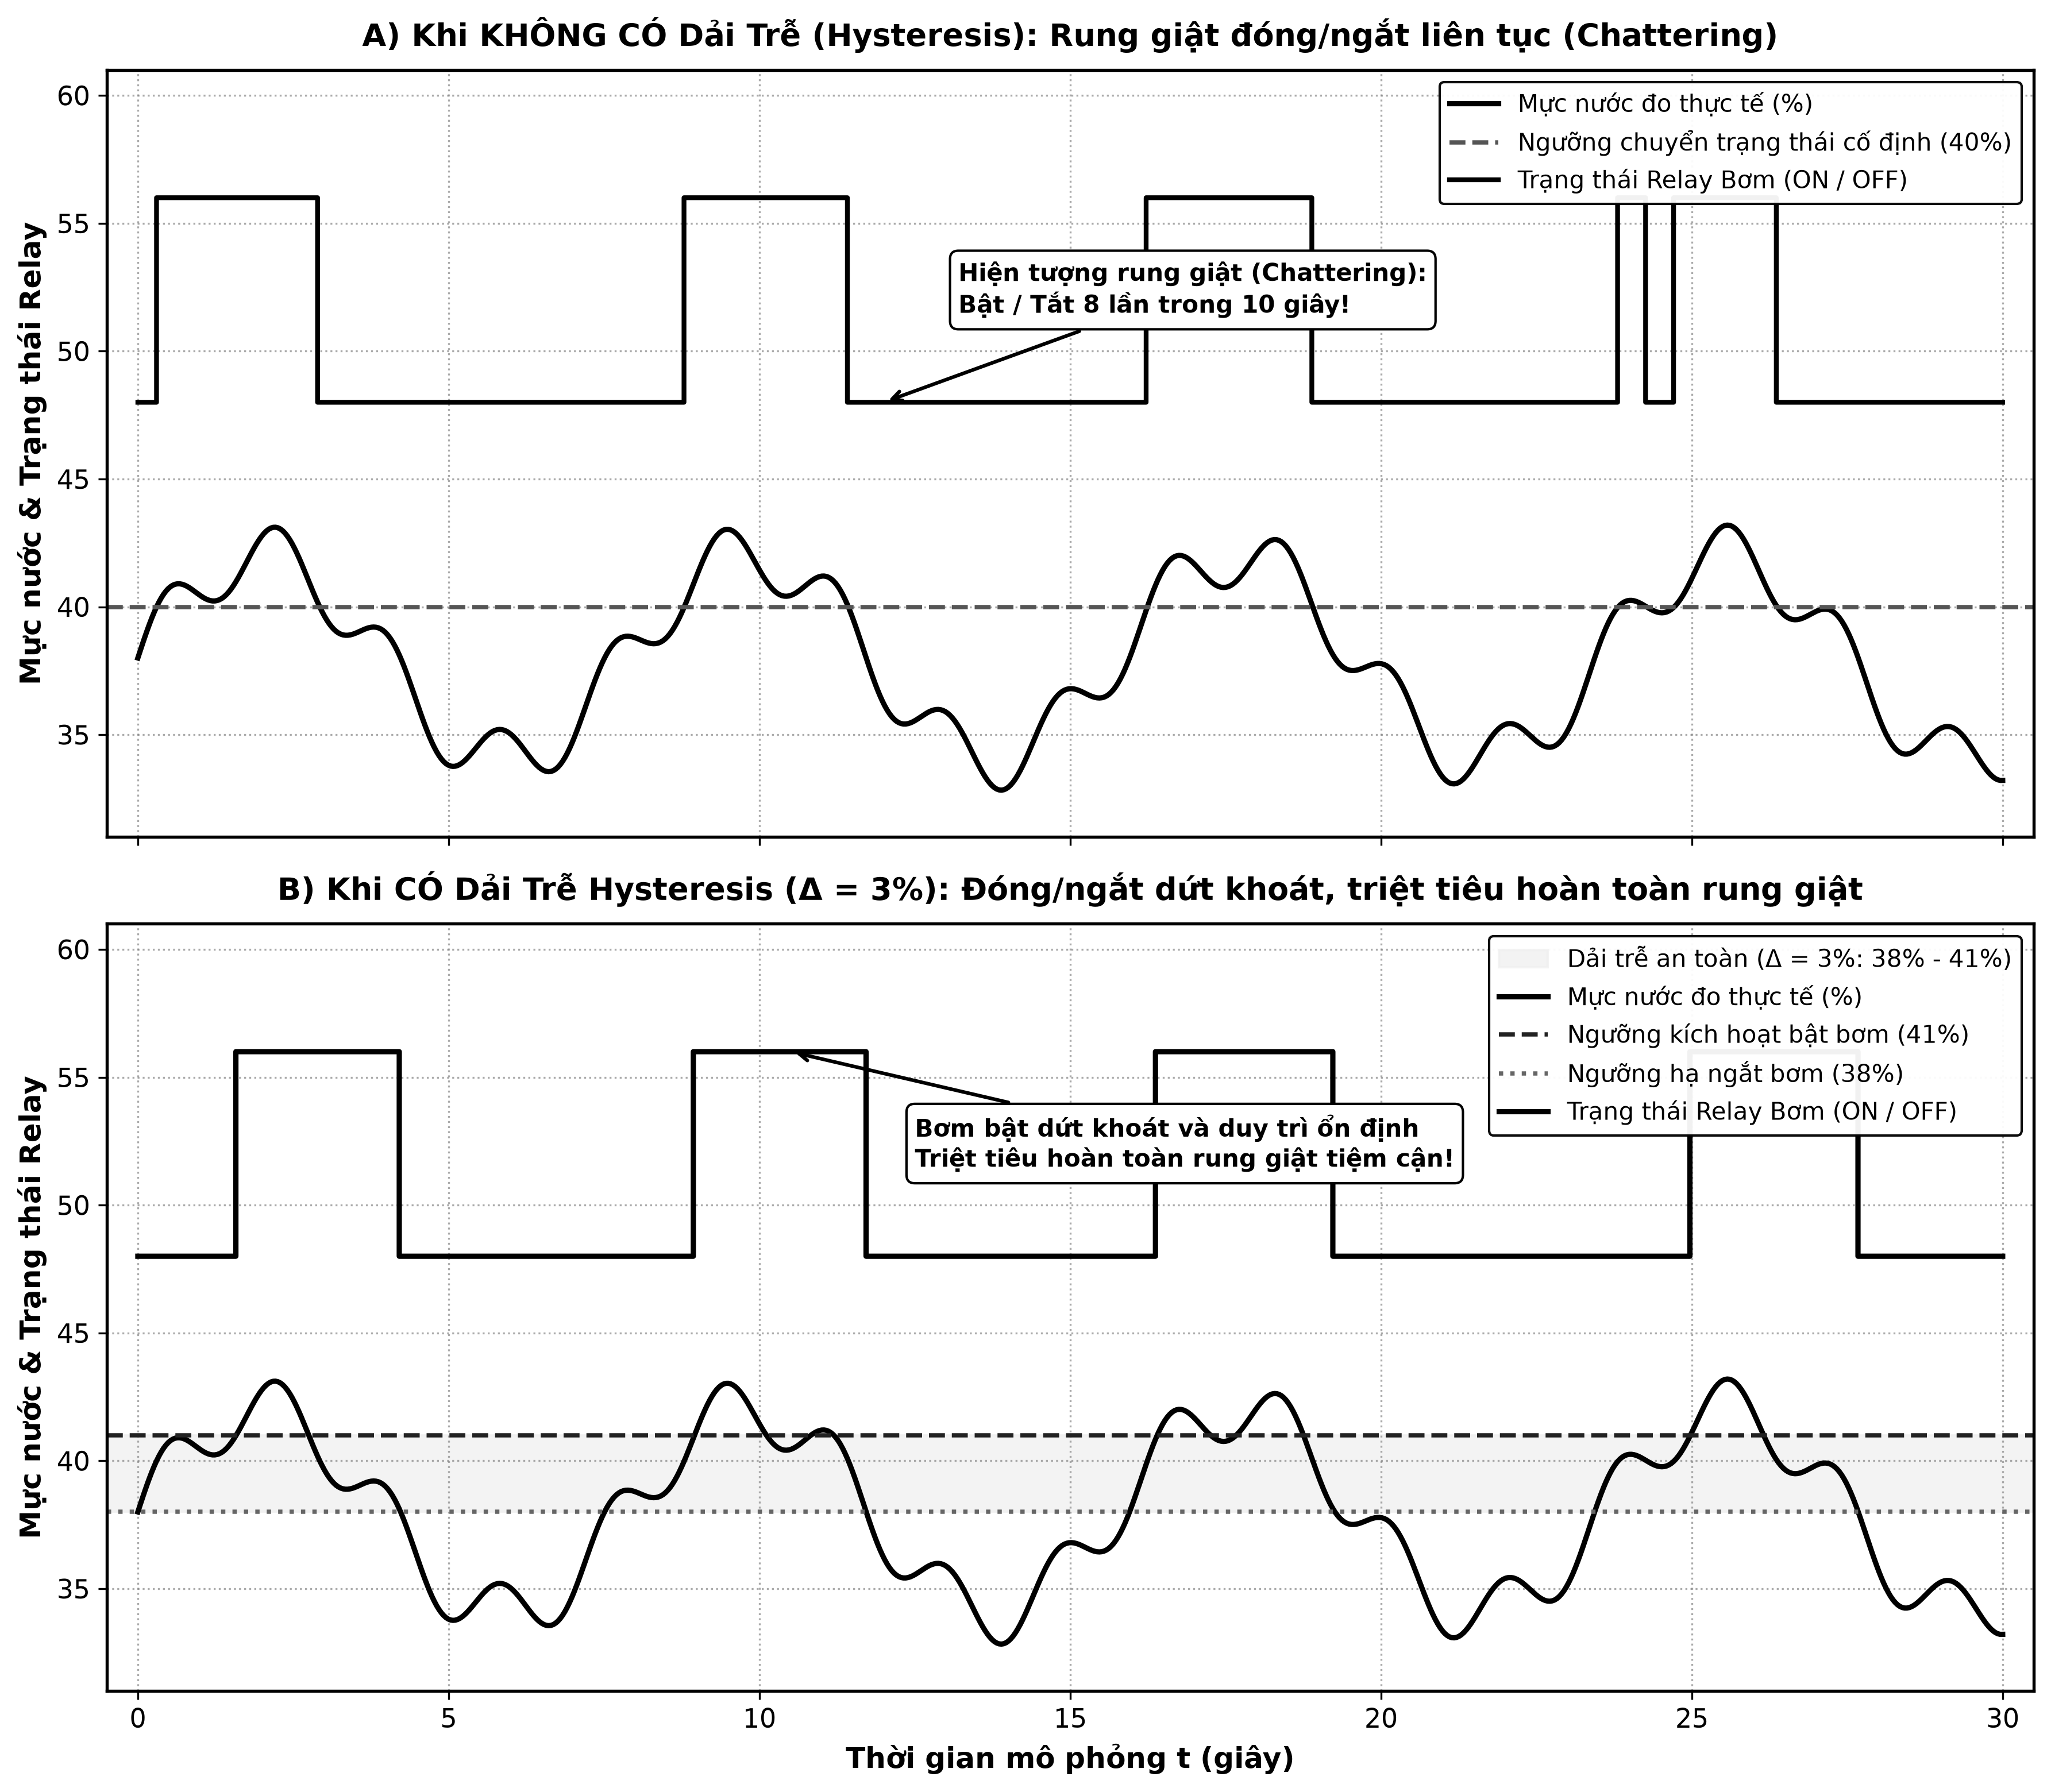 A) Khi KHÔNG CÓ Dải Trễ (Hysteresis): Rung giật đóng/ngắt liên tục (Chattering)
Mực nước & Trạng thái Relay
60
55
50
45
40
35
Mực nước đo thực tế (%)
Ngưỡng chuyển trạng thái cố định (40%)
Trạng thái Relay Bơm (ON / OFF)
Hiện tượng rung giật (Chattering):
Bật / Tắt 8 lần trong 10 giây!
B) Khi CÓ Dải Trễ Hysteresis (Δ = 3%): Đóng/ngắt dứt khoát, triệt tiêu hoàn toàn rung giật
Mực nước & Trạng thái Relay
60
55
50
45
40
35
Dải trễ an toàn (Δ = 3%: 38% - 41%)
Mực nước đo thực tế (%)
Ngưỡng kích hoạt bật bơm (41%)
Ngưỡng hạ ngắt bơm (38%)
Trạng thái Relay Bơm (ON / OFF)
Bơm bật dứt khoát và duy trì ổn định
Triệt tiêu hoàn toàn rung giật tiệm cận!
0 5 10 15 20 25 30
Thời gian mô phỏng t (giây)